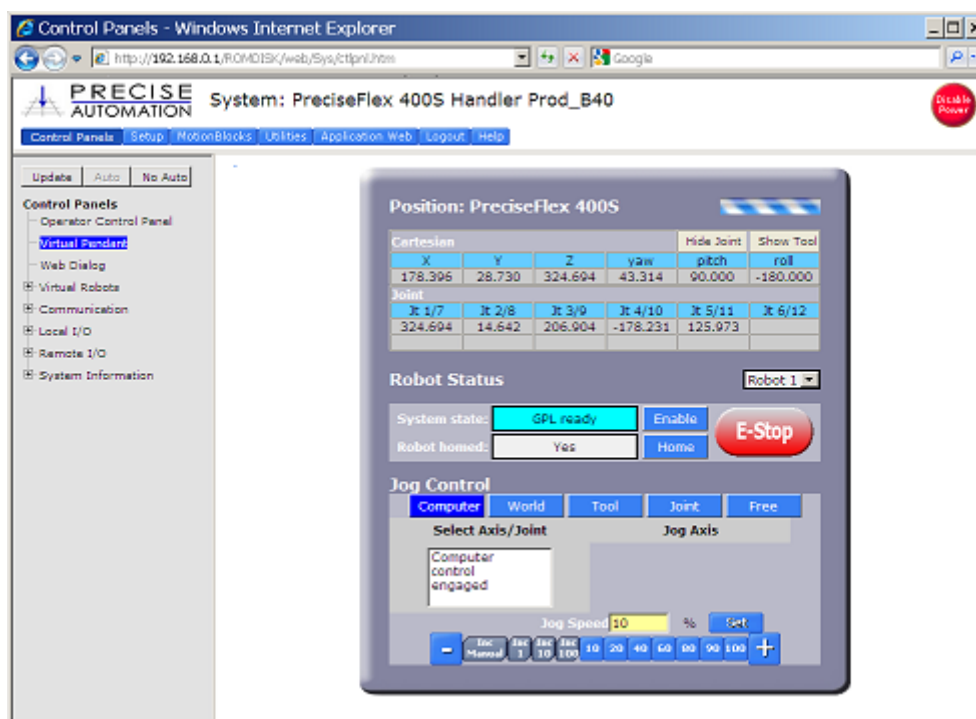 Control Panels - Windows Internet Explorer
http://192.168.0.1/ROMDISK/web/Sys/ctlpnl.htm
Google
PRECISE
AUTOMATION
System: PreciseFlex 400S Handler Prod_B40
Disable
Power
Control Panels Setup MotionBlocks Utilities Application Web Logout Help
Update Auto No Auto
Control Panels
Operator Control Panel
Virtual Pendant
Web Dialog
Virtual Robots
Communication
Local I/O
Remote I/O
System Information
Position: PreciseFlex 400S
Cartesian Hide Joint Show Tool
X Y Z yaw pitch roll
178.396 28.730 324.694 43.314 90.000 -180.000
Joint
Jt 1/7 Jt 2/8 Jt 3/9 Jt 4/10 Jt 5/11 Jt 6/12
324.694 14.642 206.904 -178.231 125.973
Robot Status Robot 1
System state: GPL ready Enable
E-Stop
Robot homed: Yes Home
Jog Control
Computer World Tool Joint Free
Select Axis/Joint Jog Axis
Computer
control
engaged
Jog Speed 10 % Set
- Inc Manual Inc 1 Inc 10 Inc 100 10 20 40 60 80 90 100 +